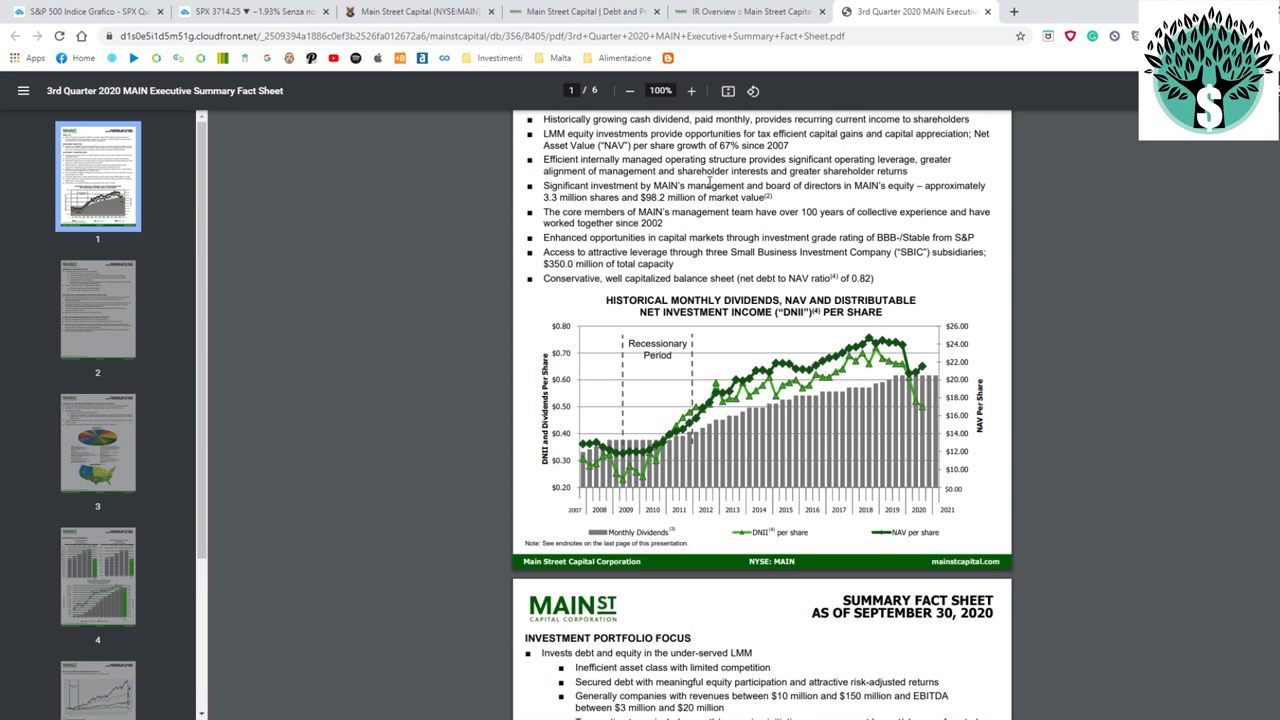 S&P 500 Indice Grafico - SPX Qu
SPX 3714.25 ▼ −1.93% Senza no
Main Street Capital (NYSE:MAIN)
Main Street Capital | Debt and Pr
IR Overview :: Main Street Capita
3rd Quarter 2020 MAIN Executive
d1s0e5i1d5m51g.cloudfront.net/_2509394a1886c0ef3b2526fa012672a6/mainstcapital/db/356/8405/pdf/3rd+Quarter+2020+MAIN+Executive+Summary+Fact+Sheet.pdf
Apps
Home
Investimenti
Malta
Alimentazione
3rd Quarter 2020 MAIN Executive Summary Fact Sheet
1 / 6
100%
1
2
3
4
■ Historically growing cash dividend, paid monthly, provides recurring current income to shareholders
■ LMM equity investments provide opportunities for tax efficient capital gains and capital appreciation; Net
Asset Value ("NAV") per share growth of 67% since 2007
■ Efficient internally managed operating structure provides significant operating leverage, greater
alignment of management and shareholder interests and greater shareholder returns
■ Significant investment by MAIN's management and board of directors in MAIN's equity – approximately
3.3 million shares and $98.2 million of market value(2)
■ The core members of MAIN's management team have over 100 years of collective experience and have
worked together since 2002
■ Enhanced opportunities in capital markets through investment grade rating of BBB-/Stable from S&P
■ Access to attractive leverage through three Small Business Investment Company ("SBIC") subsidiaries;
$350.0 million of total capacity
■ Conservative, well capitalized balance sheet (net debt to NAV ratio(4) of 0.82)
HISTORICAL MONTHLY DIVIDENDS, NAV AND DISTRIBUTABLE
NET INVESTMENT INCOME ("DNII")(4) PER SHARE
DNII and Dividends Per Share
$0.80
$0.70
$0.60
$0.50
$0.40
$0.30
$0.20
Recessionary
Period
$26.00
$24.00
$22.00
$20.00
$18.00
$16.00
$14.00
$12.00
$10.00
$0.00
NAV Per Share
2007 2008 2009 2010 2011 2012 2013 2014 2015 2016 2017 2018 2019 2020 2021
Monthly Dividends(3) DNII(4) per share NAV per share
Note: See endnotes on the last page of this presentation.
Main Street Capital Corporation NYSE: MAIN mainstcapital.com
MAIN ST
CAPITAL CORPORATION
SUMMARY FACT SHEET
AS OF SEPTEMBER 30, 2020
INVESTMENT PORTFOLIO FOCUS
■ Invests debt and equity in the under-served LMM
■ Inefficient asset class with limited competition
■ Secured debt with meaningful equity participation and attractive risk-adjusted returns
■ Generally companies with revenues between $10 million and $150 million and EBITDA
between $3 million and $20 million
$